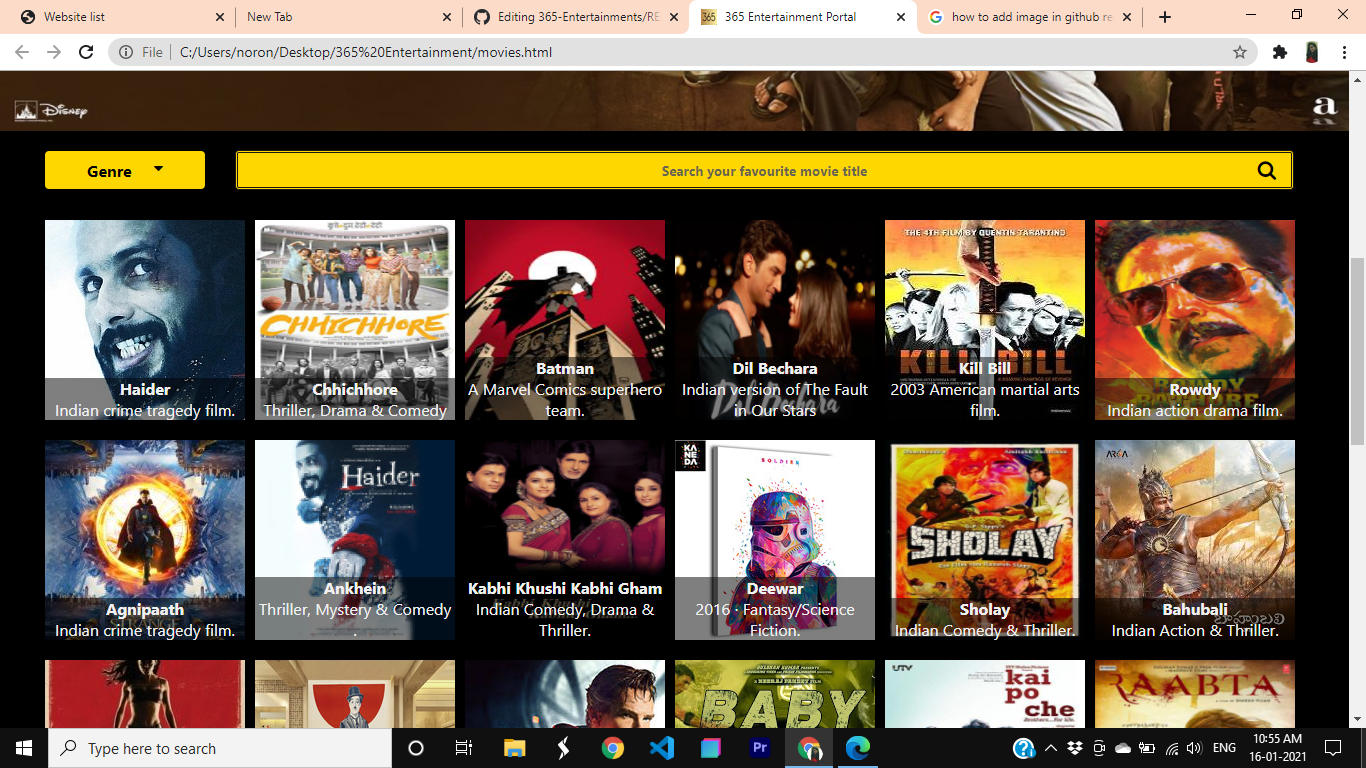 Website list
New Tab
Editing 365-Entertainments/RE
365 Entertainment Portal
how to add image in github re
File
C:/Users/noron/Desktop/365%20Entertainment/movies.html
Disney
a
Genre
Search your favourite movie title
CHHICHHORE
THE 4TH FILM BY QUENTIN TARANTINO
KILL BILL
Haider
Indian crime tragedy film.
Chhichhore
Thriller, Drama & Comedy
Batman
A Marvel Comics superhero
team.
Dil Bechara
Indian version of The Fault
in Our Stars
Kill Bill
2003 American martial arts
film.
Rowdy
Indian action drama film.
Haider
KANEDA
SOLDIER
SHOLAY
ARKA
Agnipaath
Indian crime tragedy film.
STRANGE
Ankhein
Thriller, Mystery & Comedy
.
Kabhi Khushi Kabhi Gham
Indian Comedy, Drama &
Thriller.
Deewar
2016 · Fantasy/Science
Fiction.
Sholay
Indian Comedy & Thriller.
Bahubali
Indian Action & Thriller.
BABY
UTV
kai
po
che
RAABTA
Type here to search
Pr
ENG
10:55 AM
16-01-2021